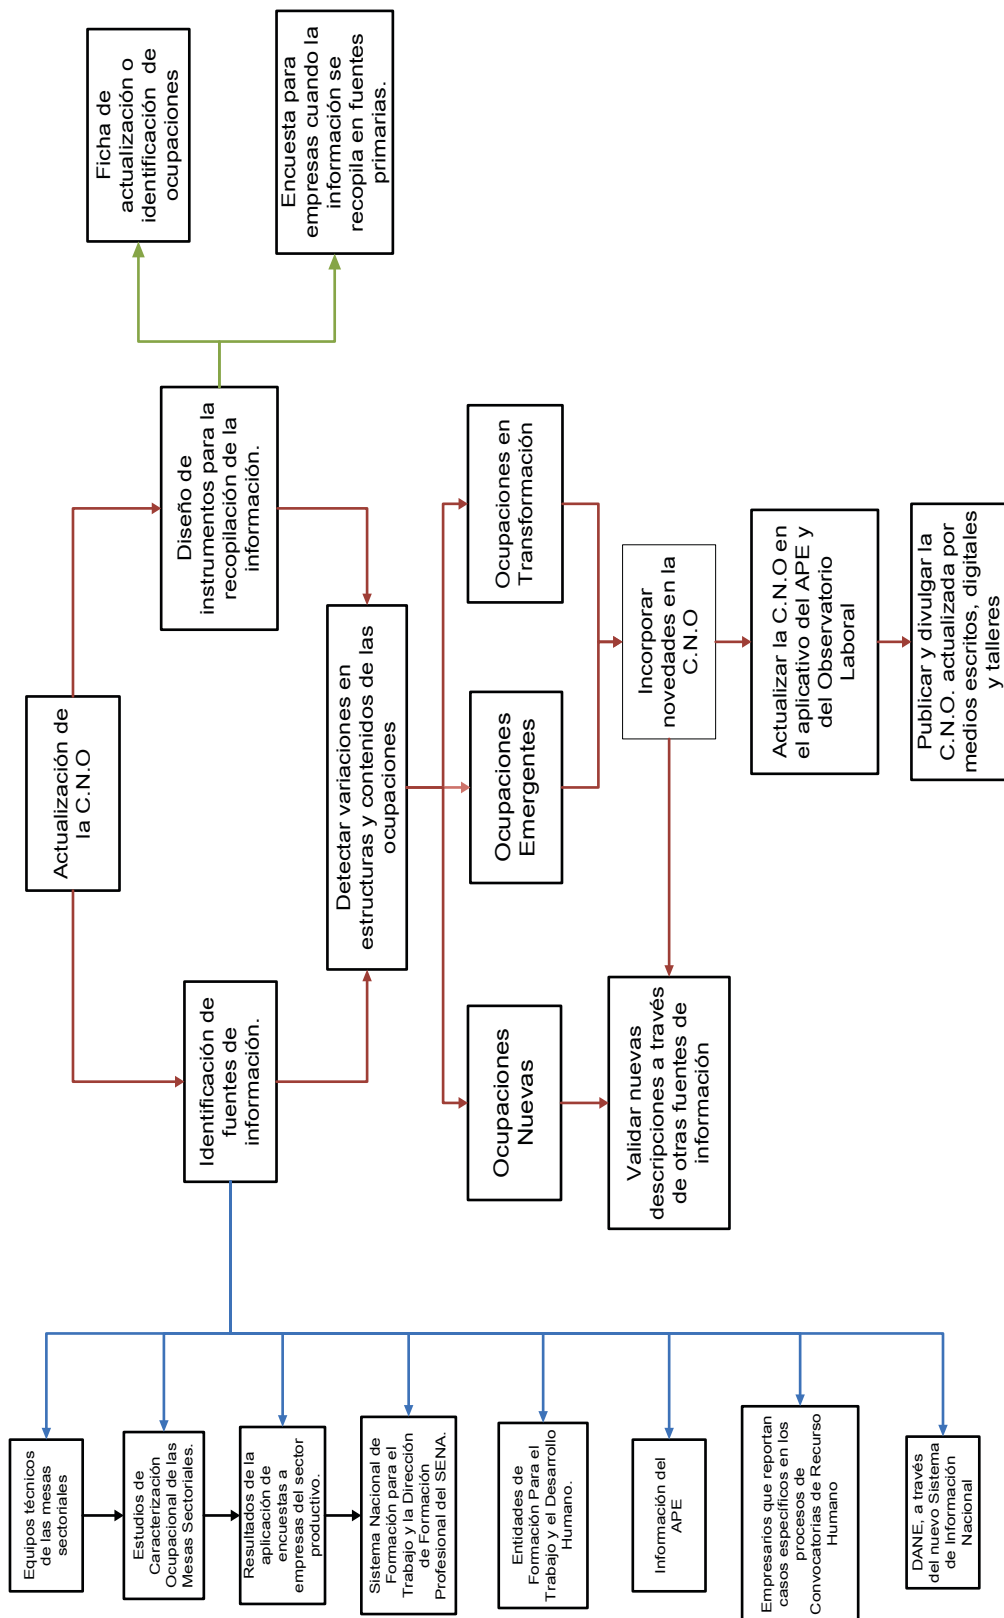 Actualización de
la C.N.O
Identificación de
fuentes de
información.
Diseño de
instrumentos para la
recopilación de la
información.
Ficha de
actualización o
identificación de
ocupaciones
Encuesta para
empresas cuando la
información se
recopila en fuentes
primarias.
Detectar variaciones en
estructuras y contenidos de las
ocupaciones
Ocupaciones
Nuevas
Ocupaciones
Emergentes
Ocupaciones en
Transformación
Validar nuevas
descripciones a través
de otras fuentes de
información
Incorporar
novedades en la
C.N.O
Actualizar la C.N.O en
el aplicativo del APE y
del Observatorio
Laboral
Publicar y divulgar la
C.N.O. actualizada por
medios escritos, digitales
y talleres
Equipos técnicos
de las mesas
sectoriales
Estudios de
Caracterización
Ocupacional de las
Mesas Sectoriales.
Resultados de la
aplicación de
encuestas a
empresas del sector
productivo.
Sistema Nacional de
Formación para el
Trabajo y la Dirección
de Formación
Profesional del SENA.
Entidades de
Formación Para el
Trabajo y el Desarrollo
Humano.
Información del
APE
Empresarios que reportan
casos específicos en los
procesos de
Convocatorias de Recurso
Humano
DANE, a través
del nuevo Sistema
de Información
Nacional